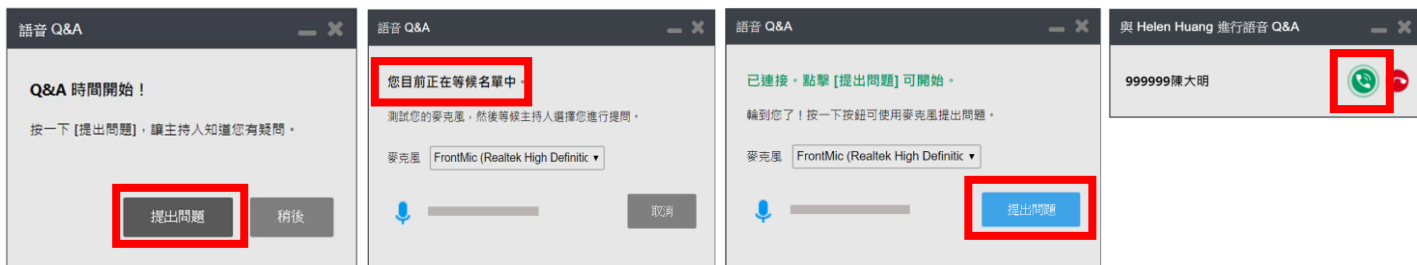 語音 Q&A
Q&A 時間開始！
按一下 [提出問題]，讓主持人知道您有疑問。
提出問題
稍後
語音 Q&A
您目前正在等候名單中。
測試您的麥克風，然後等候主持人選擇您進行提問。
麥克風 FrontMic (Realtek High Definitic
取消
語音 Q&A
已連接。點擊 [提出問題] 可開始。
輪到您了！按一下按鈕可使用麥克風提出問題。
麥克風 FrontMic (Realtek High Definitic
提出問題
與 Helen Huang 進行語音 Q&A
999999陳大明